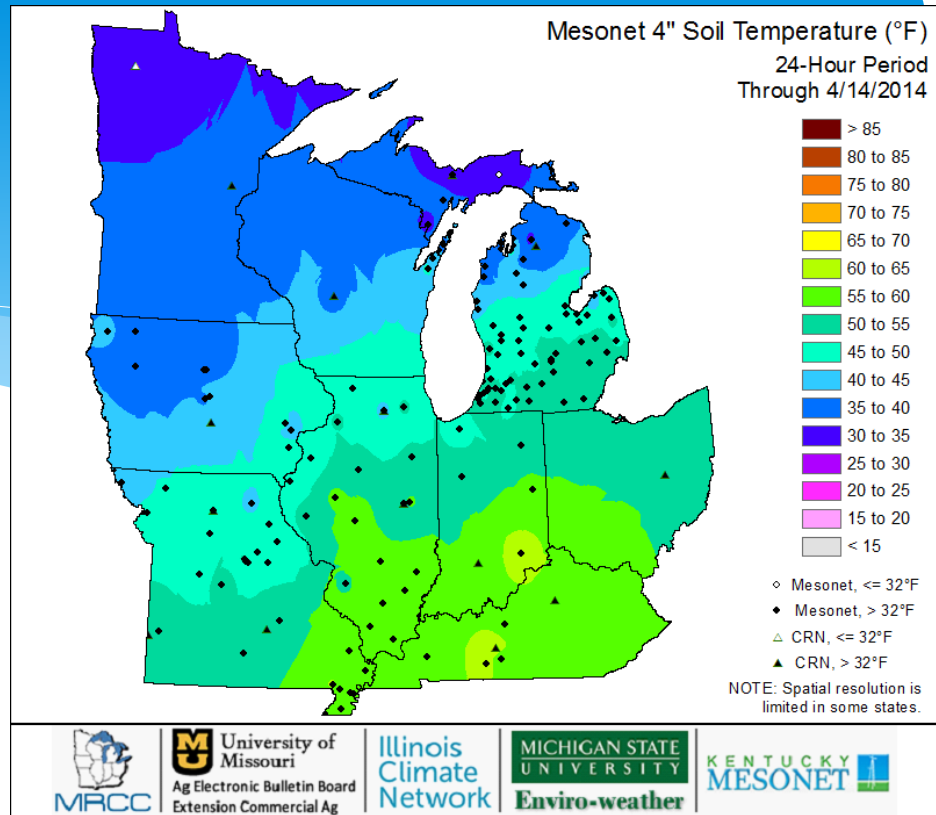 Mesonet 4" Soil Temperature (°F)
24-Hour Period
Through 4/14/2014
> 85
80 to 85
75 to 80
70 to 75
65 to 70
60 to 65
55 to 60
50 to 55
45 to 50
40 to 45
35 to 40
30 to 35
25 to 30
20 to 25
15 to 20
< 15
Mesonet, <= 32°F
Mesonet, > 32°F
CRN, <= 32°F
CRN, > 32°F
NOTE: Spatial resolution is
limited in some states.
MRCC
MU
University of
Missouri
Ag Electronic Bulletin Board
Extension Commercial Ag
Illinois
Climate
Network
MICHIGAN STATE
UNIVERSITY
Enviro-weather
KENTUCKY
MESONET